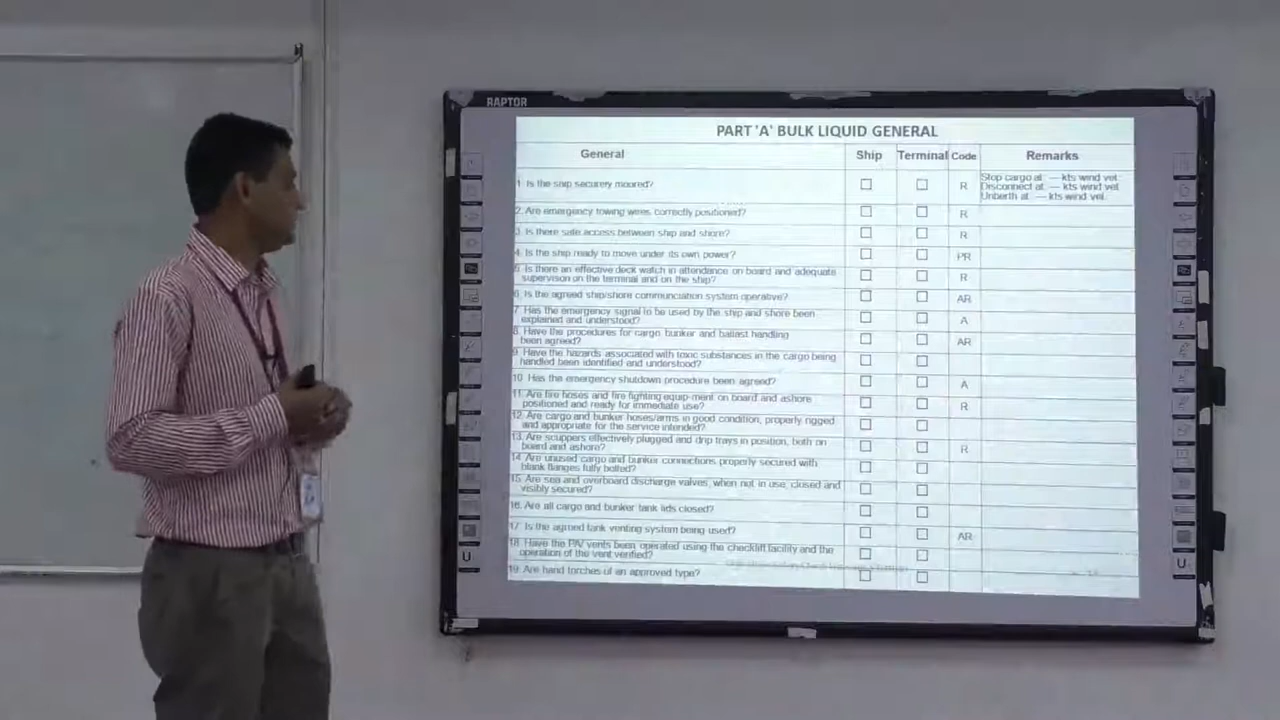 RAPTOR
PART 'A' BULK LIQUID GENERAL
General Ship Terminal Code Remarks
1. Is the ship securely moored? R Stop cargo at: — kts wind vel.
Disconnect at: — kts wind vel.
Unberth at: — kts wind vel.
2. Are emergency towing wires correctly positioned? R
3. Is there safe access between ship and shore? R
4. Is the ship ready to move under its own power? PR
5. Is there an effective deck watch in attendance on board and adequate
supervison on the terminal and on the ship? R
6. Is the agreed ship/shore communciation system operative? AR
7. Has the emergency signal to be used by the ship and shore been
explained and understood? A
8. Have the procedures for cargo, bunker and ballast handling
been agreed? AR
9. Have the hazards associated with toxic substances in the cargo being
handled been identified and understood?
10. Has the emergency shutdown procedure been agreed? A
11. Are fire hoses and fire fighting equip-ment on board and ashore
positioned and ready for immediate use? R
12. Are cargo and bunker hoses/arms in good condition, properly rigged
and appropriate for the service intended?
13. Are scuppers effectively plugged and drip trays in position, both on
board and ashore? R
14. Are unused cargo and bunker connections properly secured with
blank flanges fully bolted?
15. Are sea and overboard discharge valves, when not in use, closed and
visibly secured?
16. Are all cargo and bunker tank lids closed?
17. Is the agreed tank venting system being used? AR
18. Have the P/V vents been operated using the checklift facility and the
operation of the vent verified?
19. Are hand torches of an approved type?
U
U